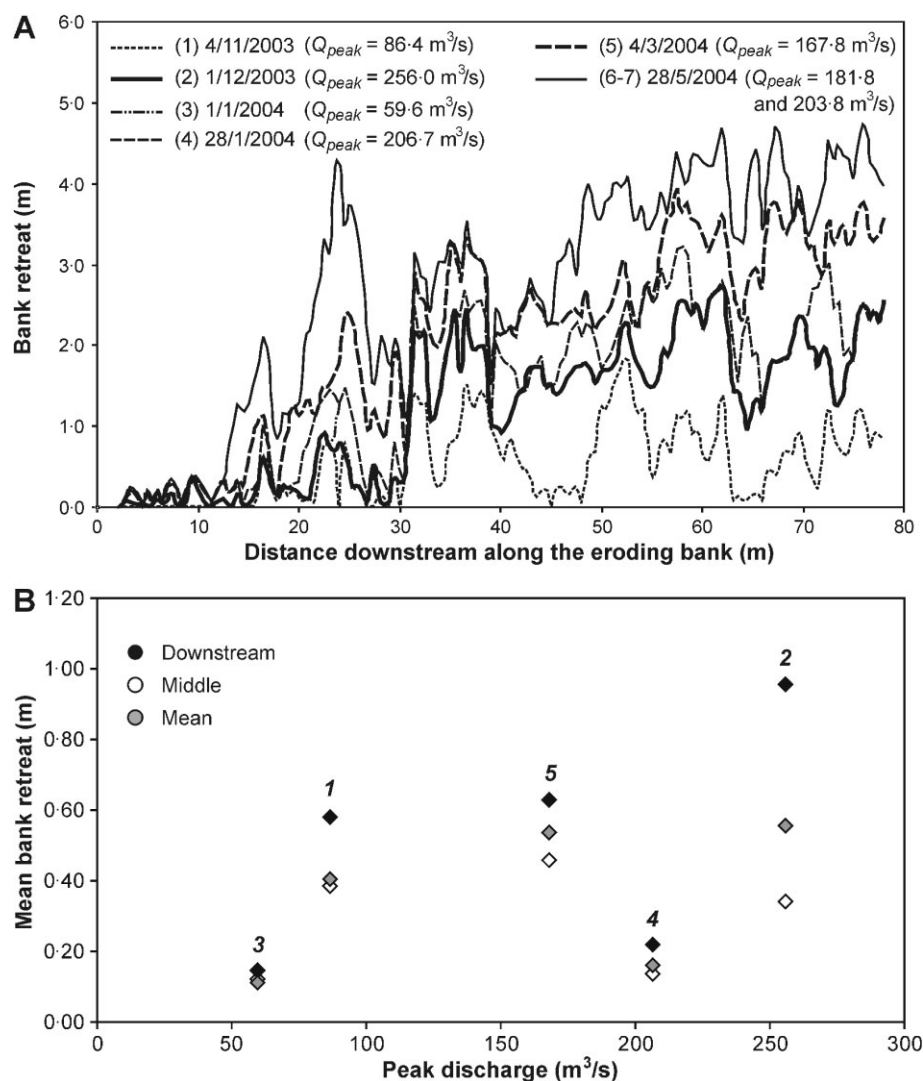 A
6·0
(1) 4/11/2003 (Qpeak = 86·4 m³/s)
(2) 1/12/2003 (Qpeak = 256·0 m³/s)
(3) 1/1/2004 (Qpeak = 59·6 m³/s)
(4) 28/1/2004 (Qpeak = 206·7 m³/s)
(5) 4/3/2004 (Qpeak = 167·8 m³/s)
(6-7) 28/5/2004 (Qpeak = 181·8
and 203·8 m³/s)
5·0
4·0
3·0
2·0
1·0
0·0
Bank retreat (m)
0 10 20 30 40 50 60 70 80
Distance downstream along the eroding bank (m)
B
1·20
1·00
0·80
0·60
0·40
0·20
0·00
Mean bank retreat (m)
Downstream
Middle
Mean
2
1
5
4
3
0 50 100 150 200 250 300
Peak discharge (m³/s)